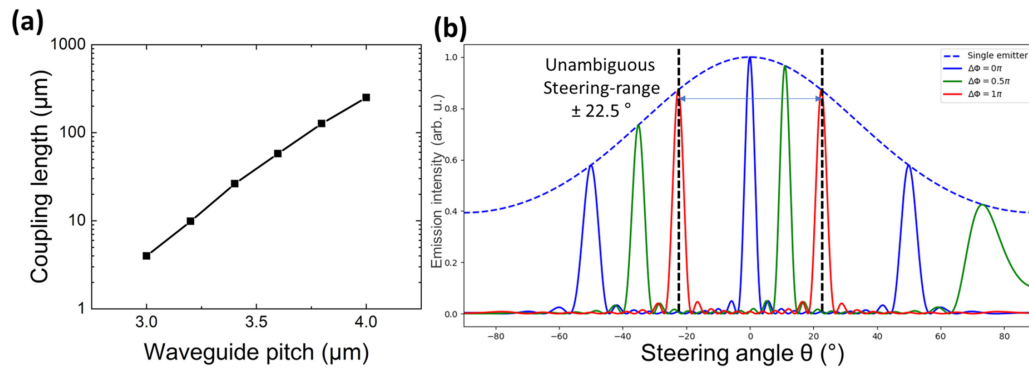 (a)
1000
100
10
1
3.0
3.5
4.0
Coupling length (μm)
Waveguide pitch (μm)
(b)
Unambiguous
Steering-range
± 22.5 °
Single emitter
ΔΦ = 0π
ΔΦ = 0.5π
ΔΦ = 1π
1.0
0.8
0.6
0.4
0.2
0.0
Emission intensity (arb. u.)
−80
−60
−40
−20
0
20
40
60
80
Steering angle θ (°)